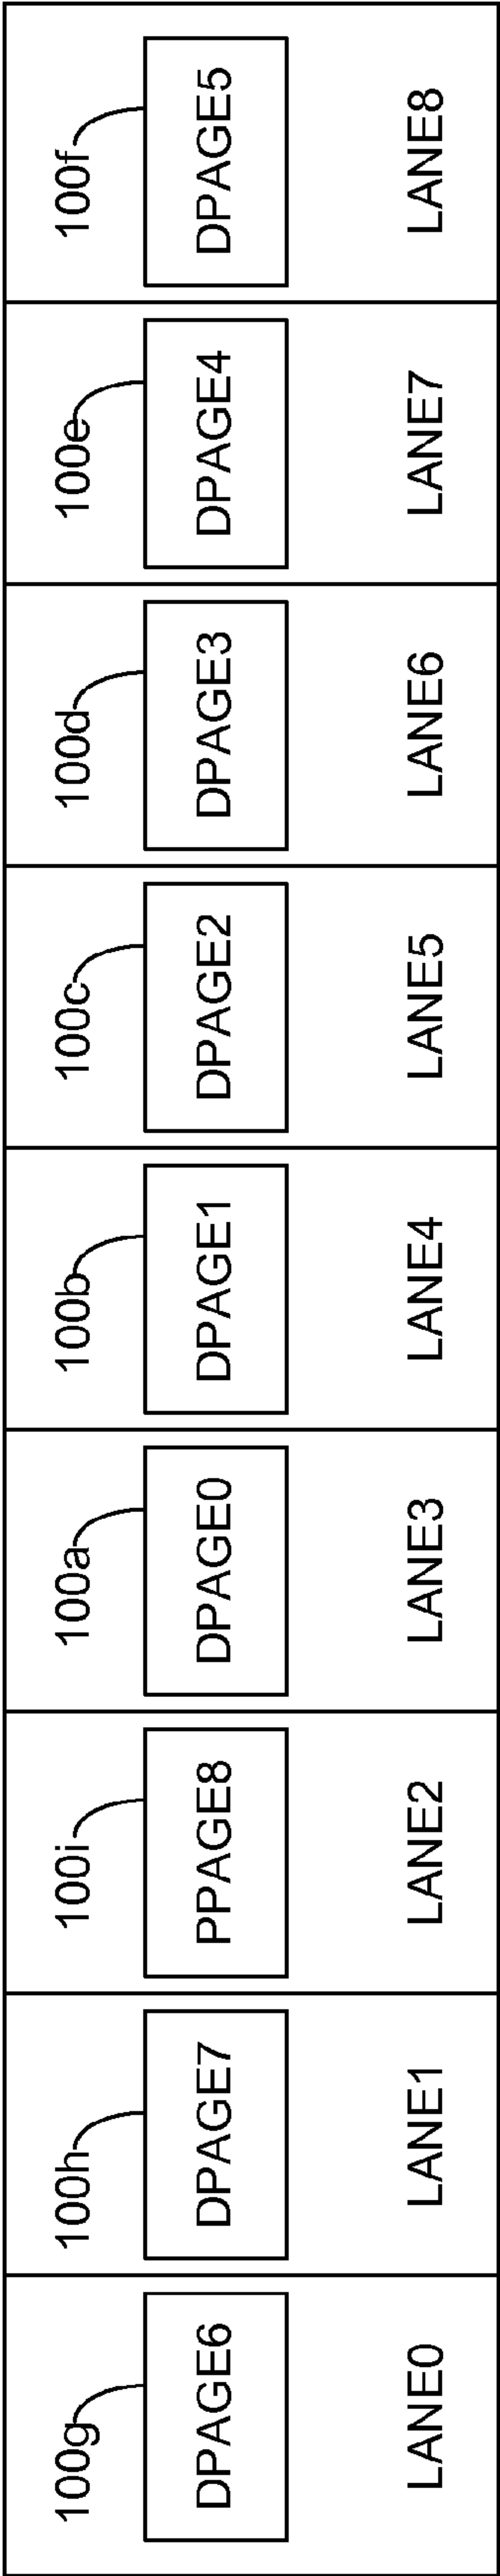 100g
100h
100i
100a
100b
100c
100d
100e
100f
DPAGE6
DPAGE7
PPAGE8
DPAGE0
DPAGE1
DPAGE2
DPAGE3
DPAGE4
DPAGE5
LANE0
LANE1
LANE2
LANE3
LANE4
LANE5
LANE6
LANE7
LANE8